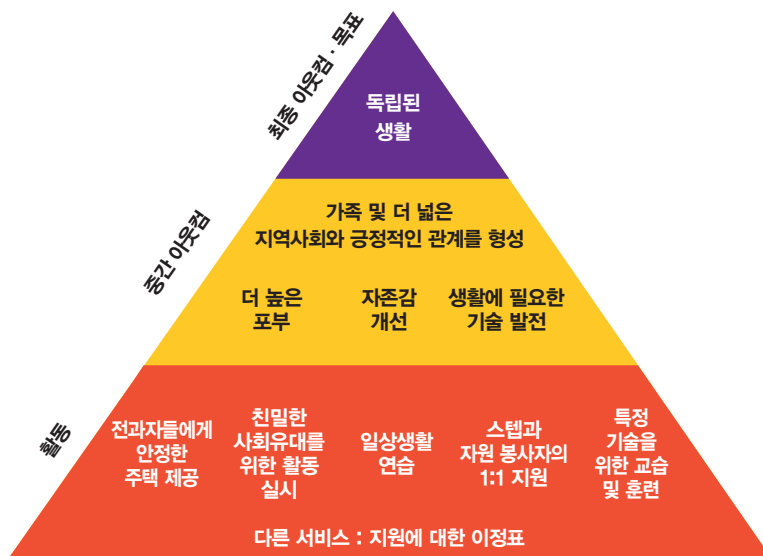 최종 아웃컴 · 목표
독립된
생활
중간 아웃컴
가족 및 더 넓은
지역사회와 긍정적인 관계를 형성
더 높은
포부
자존감
개선
생활에 필요한
기술 발전
활동
전과자들에게
안정한
주택 제공
친밀한
사회유대를
위한 활동
실시
일상생활
연습
스텝과
자원 봉사자의
1:1 지원
특정
기술을
위한 교습
및 훈련
다른 서비스 : 지원에 대한 이정표